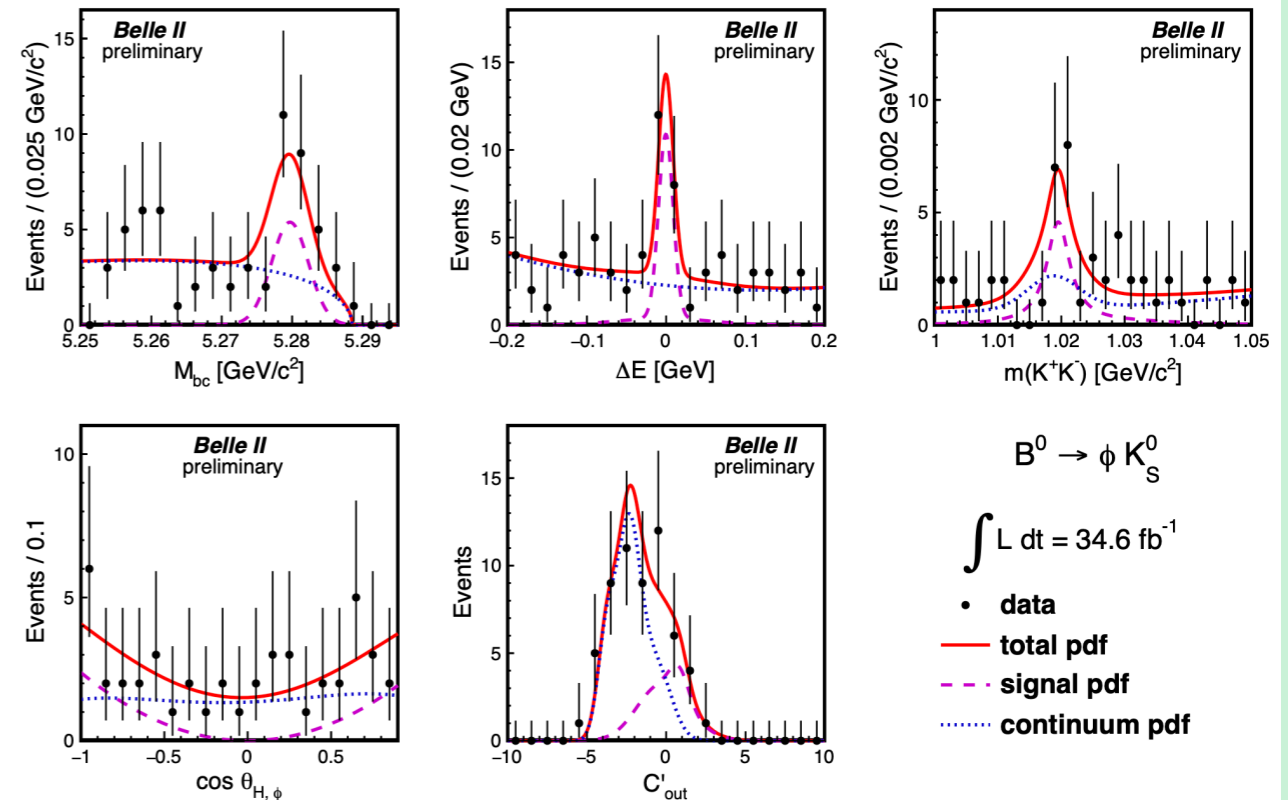 Belle II
preliminary
Events / (0.025 GeV/c²)
15
10
5
0
5.25 5.26 5.27 5.28 5.29
M_bc [GeV/c²]
Belle II
preliminary
Events / (0.02 GeV)
15
10
5
0
−0.2 −0.1 0 0.1 0.2
ΔE [GeV]
Belle II
preliminary
Events / (0.002 GeV/c²)
10
5
0
1 1.01 1.02 1.03 1.04 1.05
m(K⁺K⁻) [GeV/c²]
Belle II
preliminary
Events / 0.1
10
5
0
−1 −0.5 0 0.5
cos θ_H, ϕ
Belle II
preliminary
Events
15
10
5
0
−10 −5 0 5 10
C'_out
B⁰ → ϕ K_S⁰
∫ L dt = 34.6 fb⁻¹
data
total pdf
signal pdf
continuum pdf